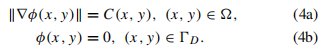 ‖∇ϕ(x, y)‖ = C(x, y),  (x, y) ∈ Ω,  (4a)
ϕ(x, y) = 0,  (x, y) ∈ Γ_D.  (4b)